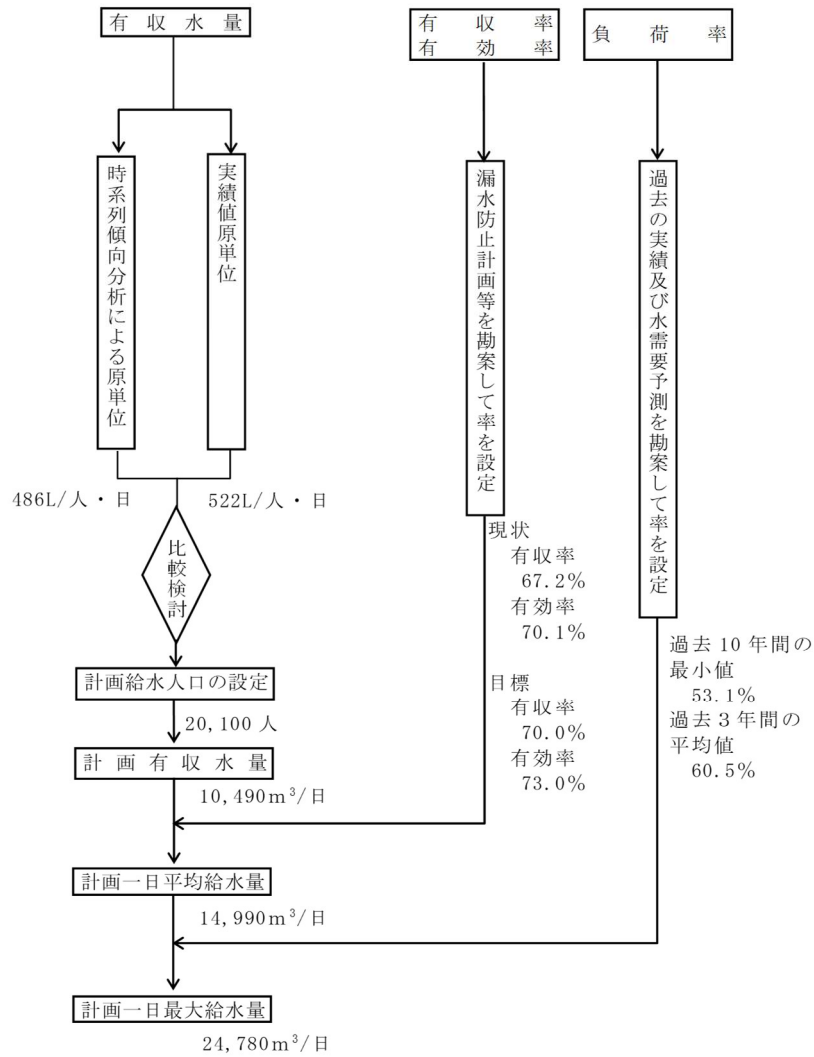 有収水量
有収率
有効率
負荷率
時系列傾向分析による原単位
実績値原単位
漏水防止計画等を勘案して率を設定
過去の実績及び水需要予測を勘案して率を設定
486L/人・日
522L/人・日
比較検討
現状
有収率
67.2%
有効率
70.1%
目標
有収率
70.0%
有効率
73.0%
過去10年間の
最小値
53.1%
過去3年間の
平均値
60.5%
計画給水人口の設定
20,100人
計画有収水量
10,490m³/日
計画一日平均給水量
14,990m³/日
計画一日最大給水量
24,780m³/日